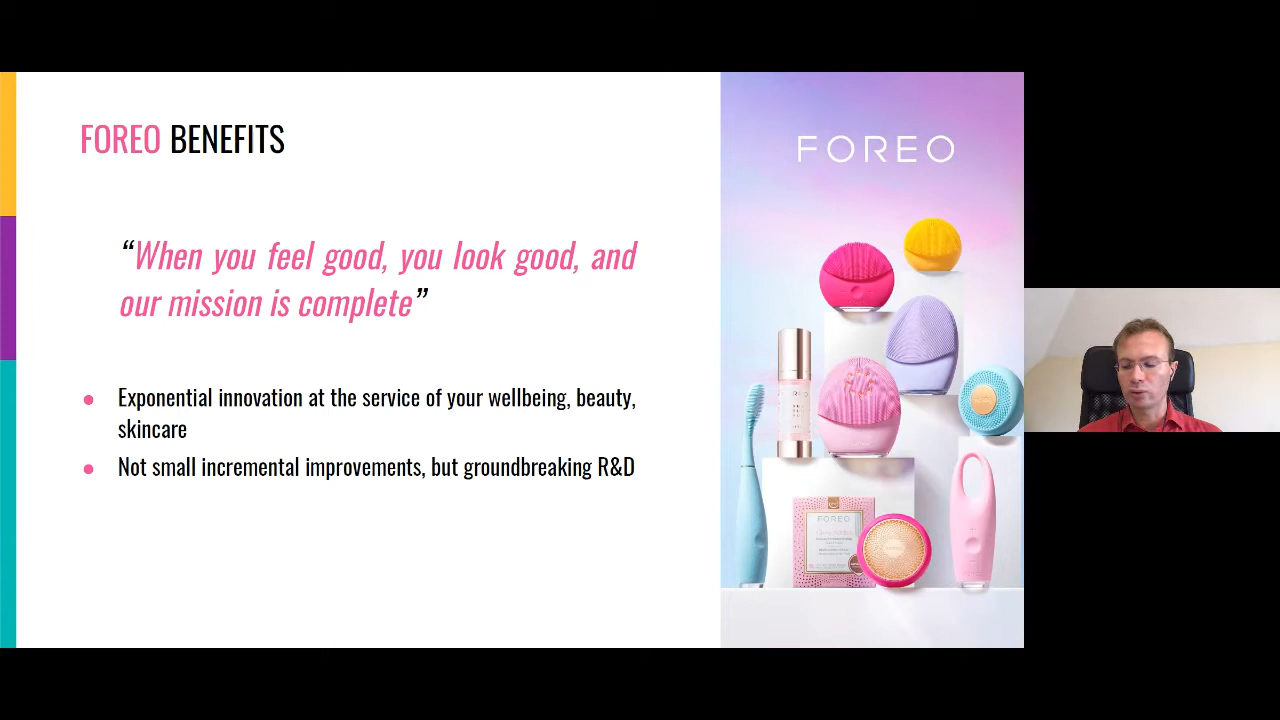 FOREO BENEFITS
“When you feel good, you look good, and
our mission is complete”
Exponential innovation at the service of your wellbeing, beauty,
skincare
Not small incremental improvements, but groundbreaking R&D
FOREO
FOREO
FOREO